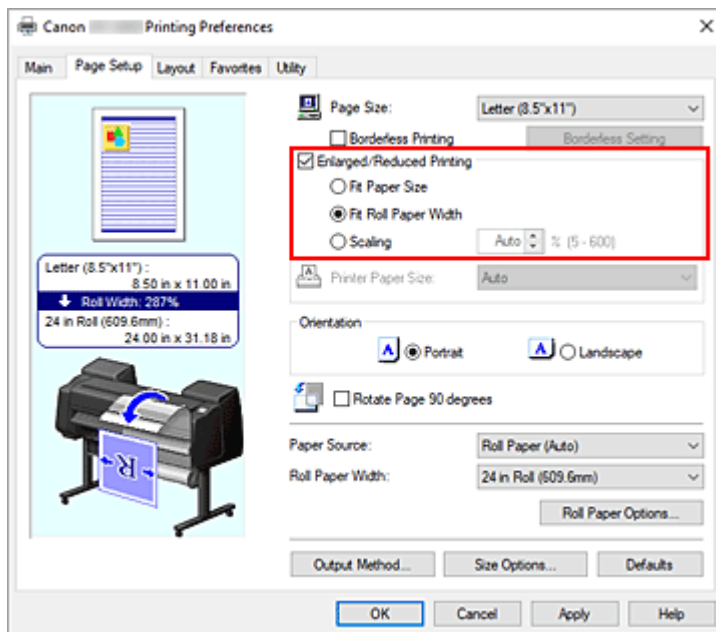 Canon Printing Preferences
Main Page Setup Layout Favorites Utility
Page Size: Letter (8.5"x11")
Borderless Printing Borderless Setting
Enlarged/Reduced Printing
Fit Paper Size
Fit Roll Paper Width
Scaling Auto % (5 - 600)
Letter (8.5"x11") :
8.50 in x 11.00 in
Roll Width: 287%
24 in Roll (609.6mm) :
24.00 in x 31.18 in
R
A Printer Paper Size: Auto
Orientation
A Portrait A Landscape
Rotate Page 90 degrees
Paper Source: Roll Paper (Auto)
Roll Paper Width: 24 in Roll (609.6mm)
Roll Paper Options...
Output Method... Size Options... Defaults
OK Cancel Apply Help